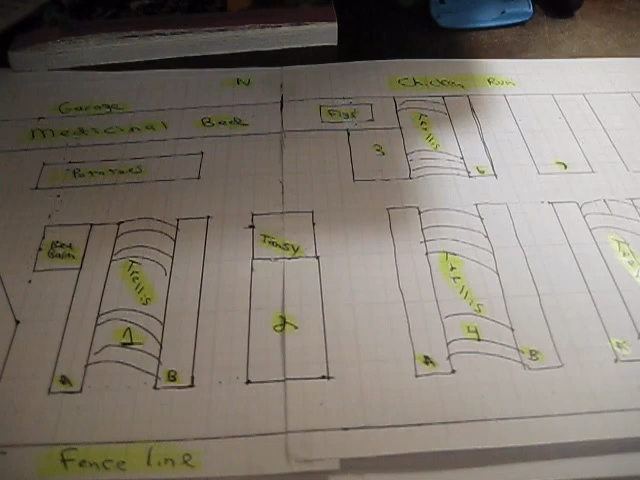 N
Chicken Run
Garage
Medicinal Bed
Figs
Trellis
3
6
7
Potatoes
Bee
Balm
Trellis
1
A
B
Tansy
2
Trellis
4
A
B
5
Fence line